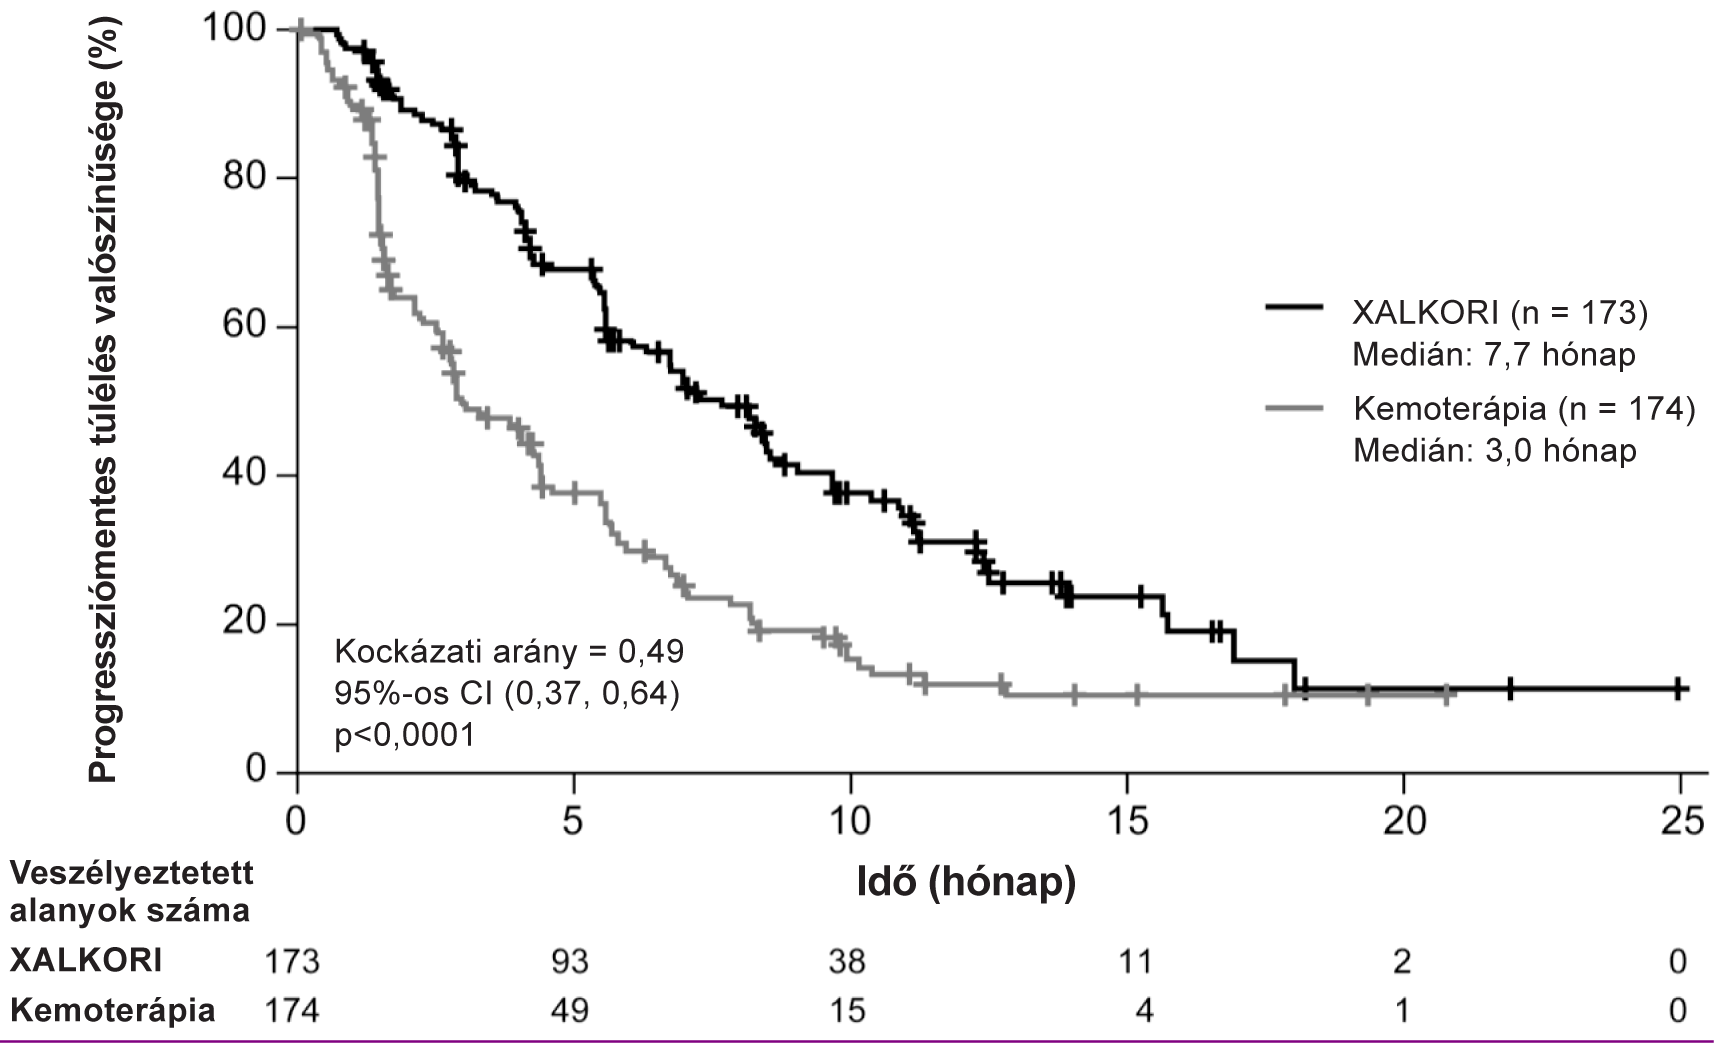 Progressziómentes túlélés valószínűsége (%)
100
80
60
40
20
0
XALKORI (n = 173)
Medián: 7,7 hónap
Kemoterápia (n = 174)
Medián: 3,0 hónap
Kockázati arány = 0,49
95%-os CI (0,37, 0,64)
p<0,0001
0 5 10 15 20 25
Idő (hónap)
Veszélyeztetett
alanyok száma
XALKORI 173 93 38 11 2 0
Kemoterápia 174 49 15 4 1 0